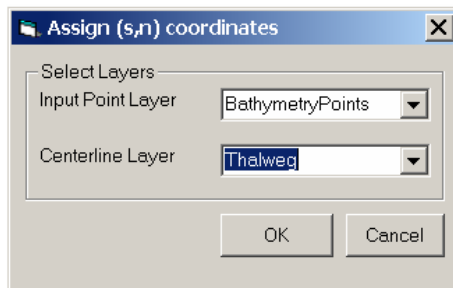 Assign (s,n) coordinates
Select Layers
Input Point Layer BathymetryPoints
Centerline Layer Thalweg
OK Cancel